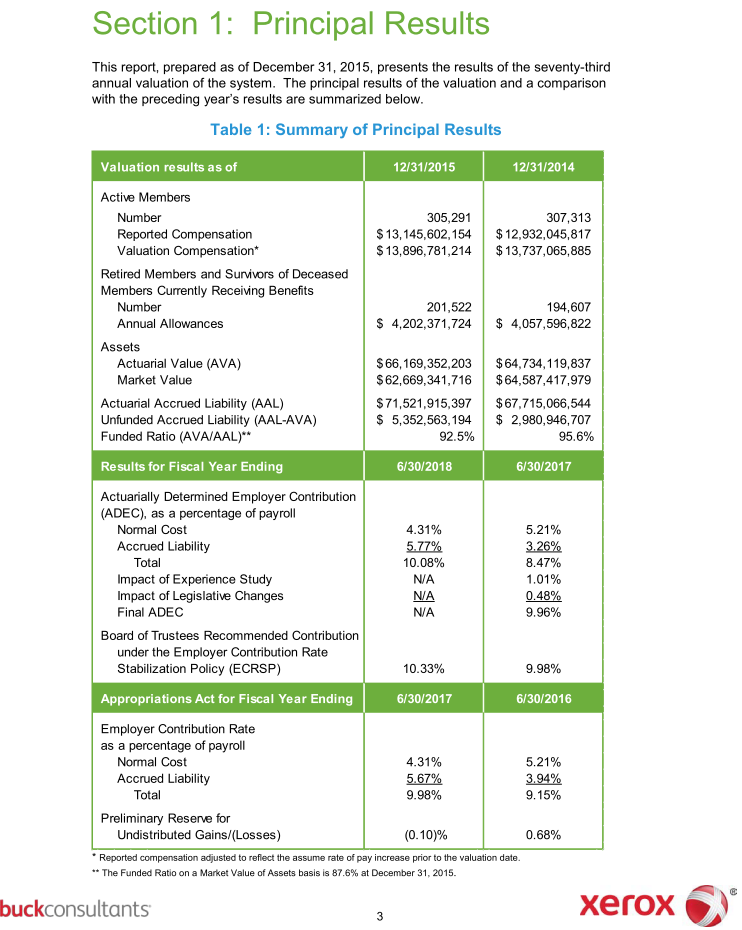 Section 1:  Principal Results
This report, prepared as of December 31, 2015, presents the results of the seventy-third
annual valuation of the system.  The principal results of the valuation and a comparison
with the preceding year's results are summarized below.
Table 1: Summary of Principal Results
Valuation results as of 12/31/2015 12/31/2014
Active Members
Number 305,291 307,313
Reported Compensation $ 13,145,602,154 $ 12,932,045,817
Valuation Compensation* $ 13,896,781,214 $ 13,737,065,885
Retired Members and Survivors of Deceased
Members Currently Receiving Benefits
Number 201,522 194,607
Annual Allowances $ 4,202,371,724 $ 4,057,596,822
Assets
Actuarial Value (AVA) $ 66,169,352,203 $ 64,734,119,837
Market Value $ 62,669,341,716 $ 64,587,417,979
Actuarial Accrued Liability (AAL) $ 71,521,915,397 $ 67,715,066,544
Unfunded Accrued Liability (AAL-AVA) $ 5,352,563,194 $ 2,980,946,707
Funded Ratio (AVA/AAL)** 92.5% 95.6%
Results for Fiscal Year Ending 6/30/2018 6/30/2017
Actuarially Determined Employer Contribution
(ADEC), as a percentage of payroll
Normal Cost 4.31% 5.21%
Accrued Liability 5.77% 3.26%
Total 10.08% 8.47%
Impact of Experience Study N/A 1.01%
Impact of Legislative Changes N/A 0.48%
Final ADEC N/A 9.96%
Board of Trustees Recommended Contribution
under the Employer Contribution Rate
Stabilization Policy (ECRSP) 10.33% 9.98%
Appropriations Act for Fiscal Year Ending 6/30/2017 6/30/2016
Employer Contribution Rate
as a percentage of payroll
Normal Cost 4.31% 5.21%
Accrued Liability 5.67% 3.94%
Total 9.98% 9.15%
Preliminary Reserve for
Undistributed Gains/(Losses) (0.10)% 0.68%
* Reported compensation adjusted to reflect the assume rate of pay increase prior to the valuation date.
** The Funded Ratio on a Market Value of Assets basis is 87.6% at December 31, 2015.
buckconsultants
xerox ®
3